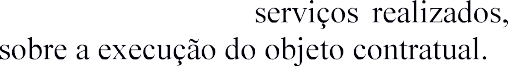 serviços realizados,
sobre a execução do objeto contratual.